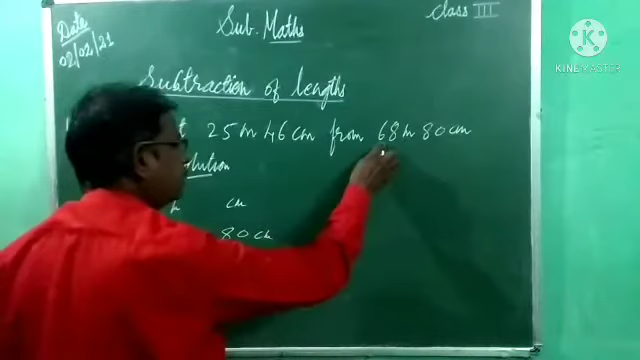 Date
02/02/21
Sub. Maths
Class III
KINEMASTER
Subtraction of lengths
25 m 46 cm from 68 m 80 cm
cm
80 cm